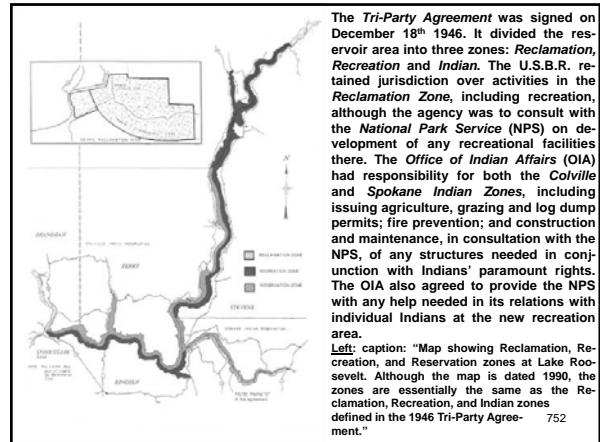 The Tri-Party Agreement was signed on
December 18th 1946. It divided the res-
ervoir area into three zones: Reclamation,
Recreation and Indian. The U.S.B.R. re-
tained jurisdiction over activities in the
Reclamation Zone, including recreation,
although the agency was to consult with
the National Park Service (NPS) on de-
velopment of any recreational facilities
there. The Office of Indian Affairs (OIA)
had responsibility for both the Colville
and Spokane Indian Zones, including
issuing agriculture, grazing and log dump
permits; fire prevention; and construction
and maintenance, in consultation with the
NPS, of any structures needed in conj-
unction with Indians' paramount rights.
The OIA also agreed to provide the NPS
with any help needed in its relations with
individual Indians at the new recreation
area.
Left: caption: "Map showing Reclamation, Re-
creation, and Reservation zones at Lake Roo-
sevelt. Although the map is dated 1990, the
zones are essentially the same as the Re-
clamation, Recreation, and Indian zones
defined in the 1946 Tri-Party Agree-
ment."
752
N
RECLAMATION ZONE
RECREATION ZONE
RESERVATION ZONE
FERRY
STEVENS
LINCOLN